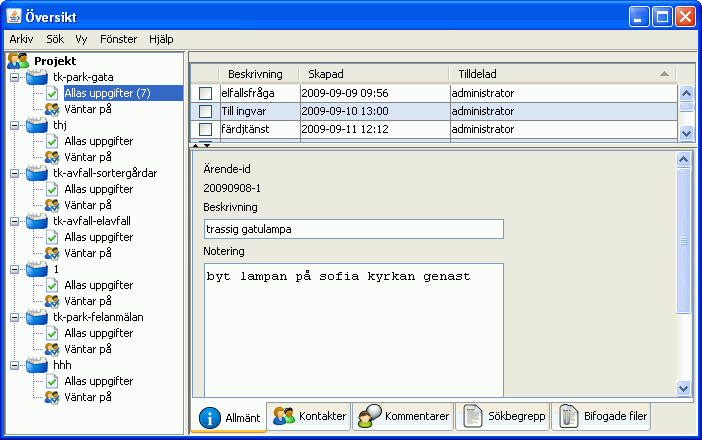 Översikt
Arkiv Sök Vy Fönster Hjälp
Projekt
tk-park-gata
Allas uppgifter (7)
Väntar på
thj
Allas uppgifter
Väntar på
tk-avfall-sortergårdar
Allas uppgifter
Väntar på
tk-avfall-elavfall
Allas uppgifter
Väntar på
1
Allas uppgifter
Väntar på
tk-park-felanmälan
Allas uppgifter
Väntar på
hhh
Allas uppgifter
Väntar på
Beskrivning Skapad Tilldelad
elfallsfråga 2009-09-09 09:56 administrator
Till ingvar 2009-09-10 13:00 administrator
färdjtänst 2009-09-11 12:12 administrator
Ärende-id
20090908-1
Beskrivning
trassig gatulampa
Notering
byt lampan på sofia kyrkan genast
Allmänt Kontakter Kommentarer Sökbegrepp Bifogade filer